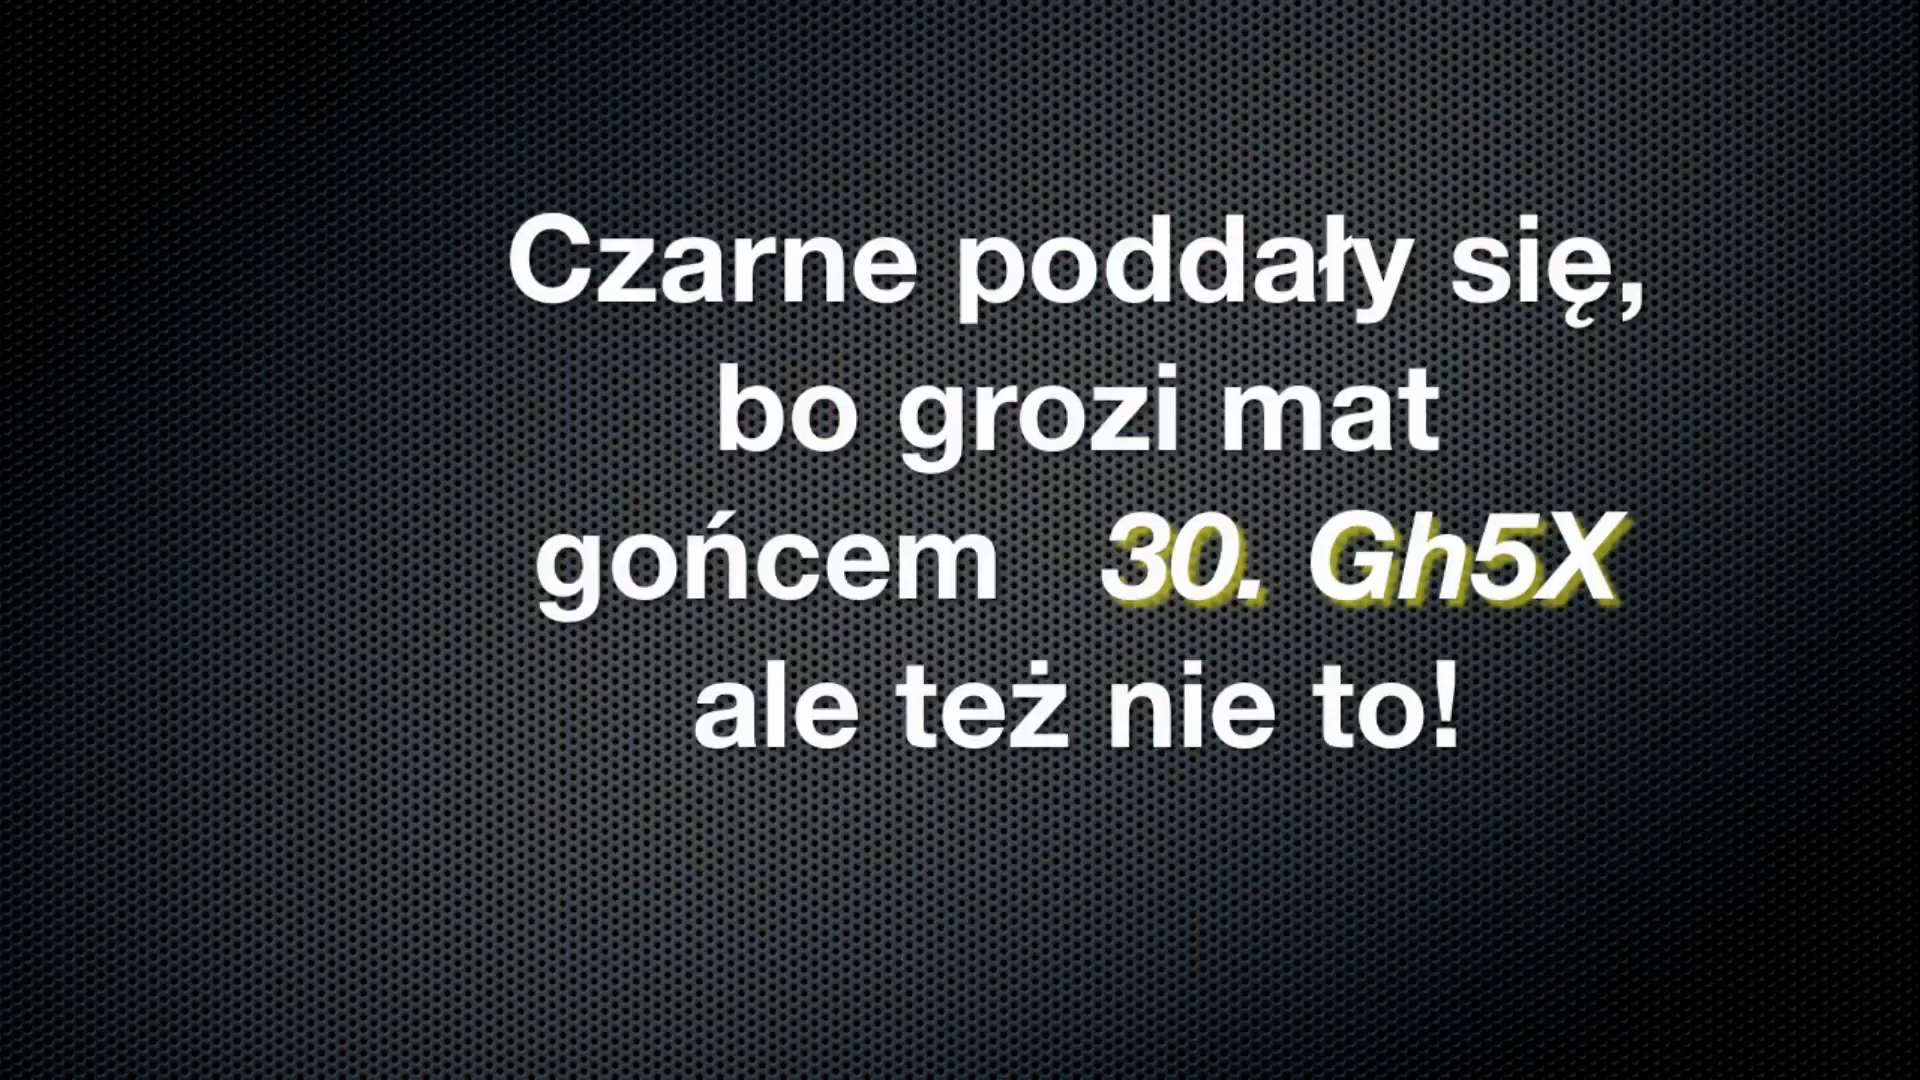 Czarne poddały się,
bo grozi mat
gońcem 30. Gh5X
ale też nie to!